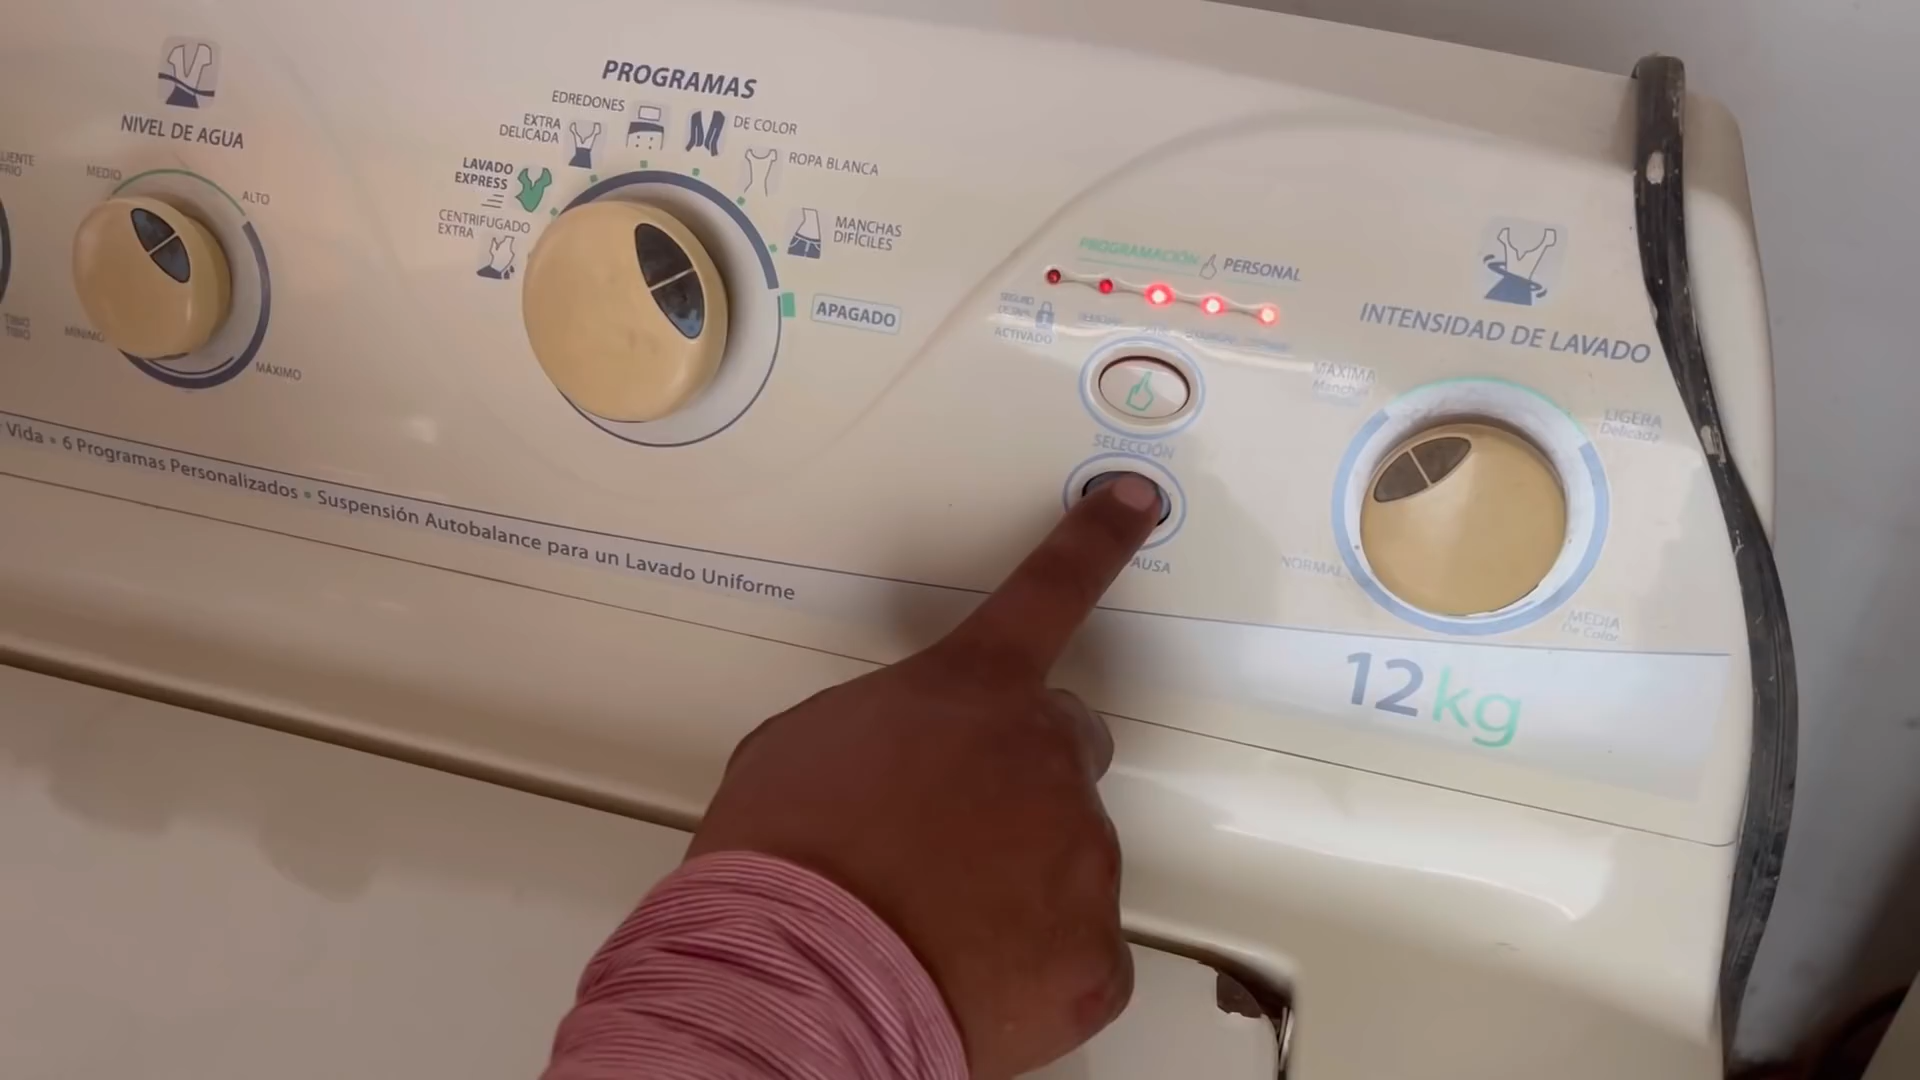 NIVEL DE AGUA
MEDIO
ALTO
MÍNIMO
MÁXIMO
PROGRAMAS
EDREDONES
EXTRA
DELICADA
LAVADO
EXPRESS
CENTRIFUGADO
EXTRA
DE COLOR
ROPA BLANCA
MANCHAS
DIFÍCILES
APAGADO
PROGRAMACIÓN PERSONAL
SEGURO
ACTIVADO
SELECCIÓN
INTENSIDAD DE LAVADO
MÁXIMA
Manchas
LIGERA
Delicada
NORMAL
MEDIA
De Color
Vida • 6 Programas Personalizados • Suspensión Autobalance para un Lavado Uniforme
12kg